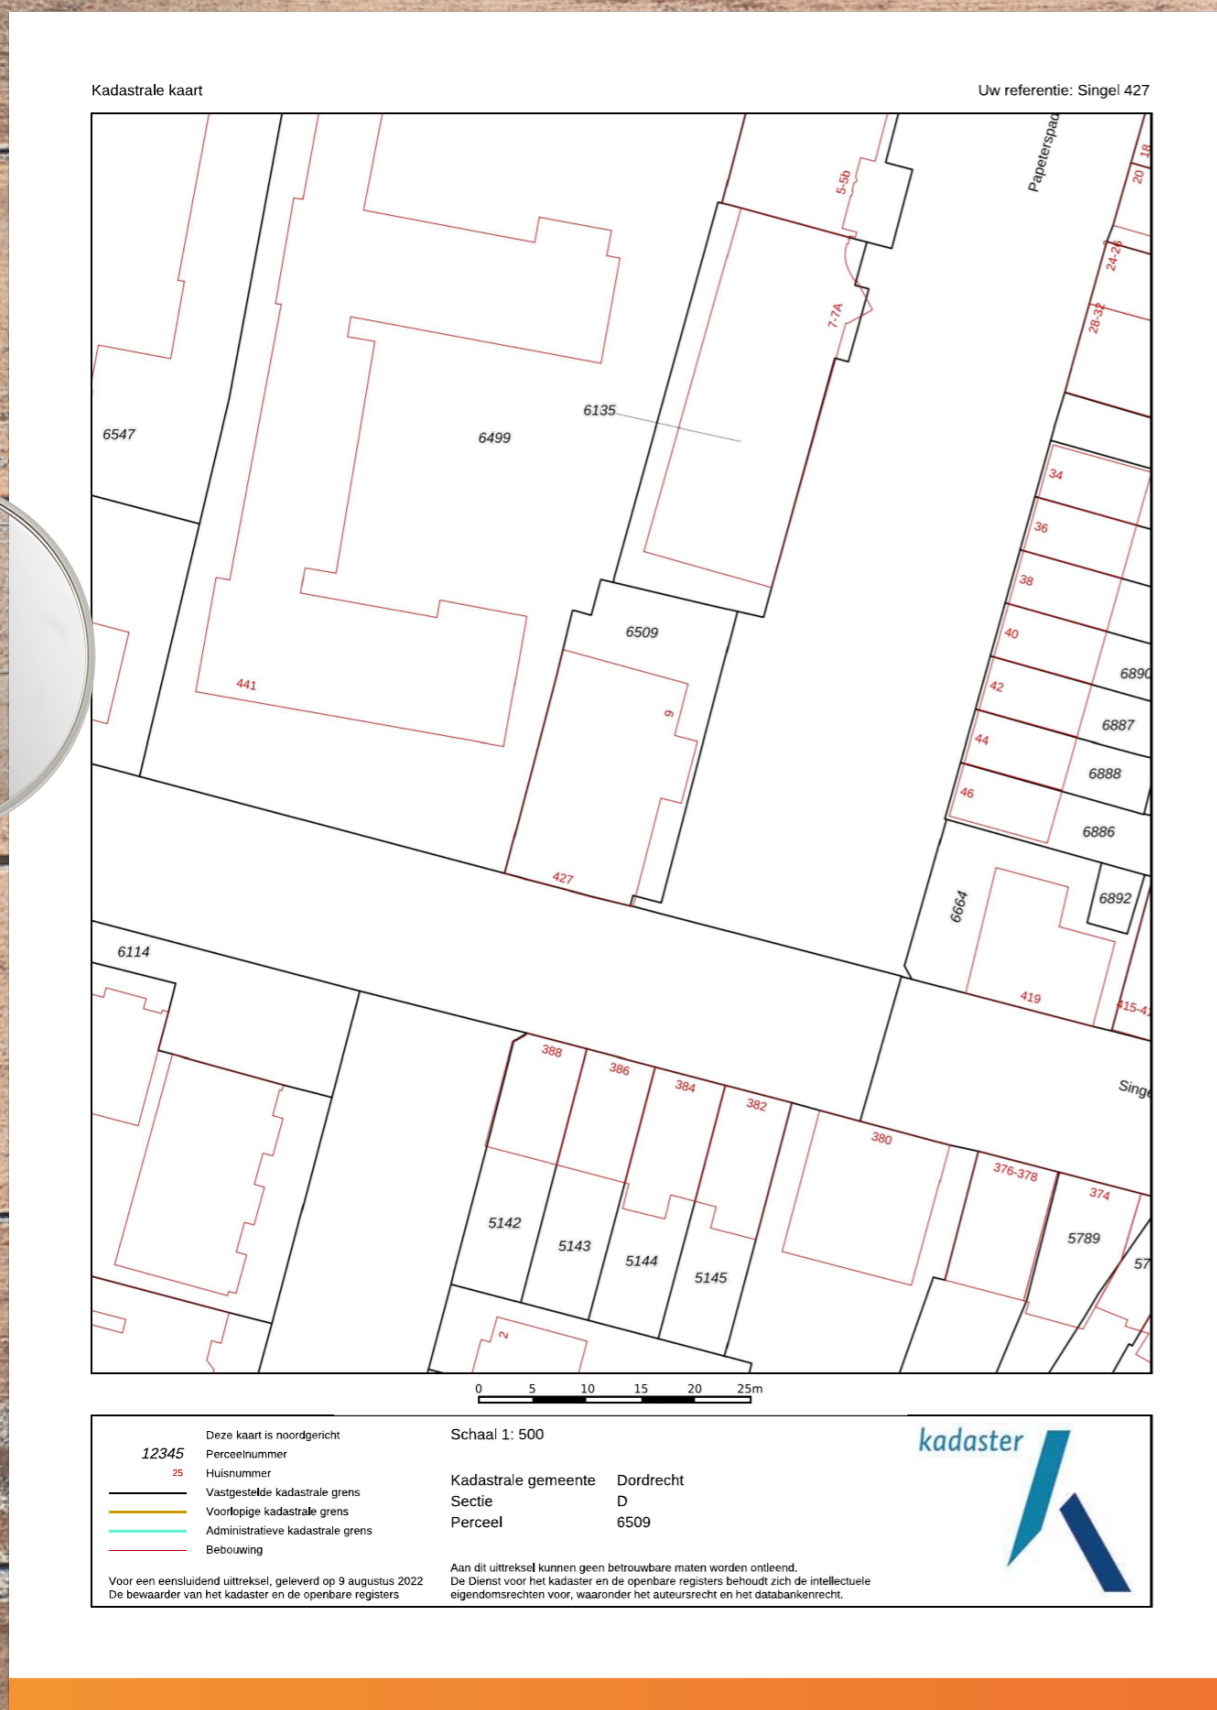 Kadastrale kaart
Uw referentie: Singel 427
Papeterspad
18
20
5-5b
24-26
28-32
7-7A
6135
6547
6499
34
36
38
6509
40
6890
441
42
9
6887
44
6888
46
6886
427
6892
6664
6114
419
388
386
384
382
380
376-378
374
5142
5143
5144
5145
5789
2
0 5 10 15 20 25m
Deze kaart is noordgericht
12345 Perceelnummer
25 Huisnummer
Vastgestelde kadastrale grens
Voorlopige kadastrale grens
Administratieve kadastrale grens
Bebouwing
Voor een eensluidend uittreksel, geleverd op 9 augustus 2022
De bewaarder van het kadaster en de openbare registers
Schaal 1: 500
Kadastrale gemeente Dordrecht
Sectie D
Perceel 6509
Aan dit uittreksel kunnen geen betrouwbare maten worden ontleend.
De Dienst voor het kadaster en de openbare registers behoudt zich de intellectuele
eigendomsrechten voor, waaronder het auteursrecht en het databankenrecht.
kadaster